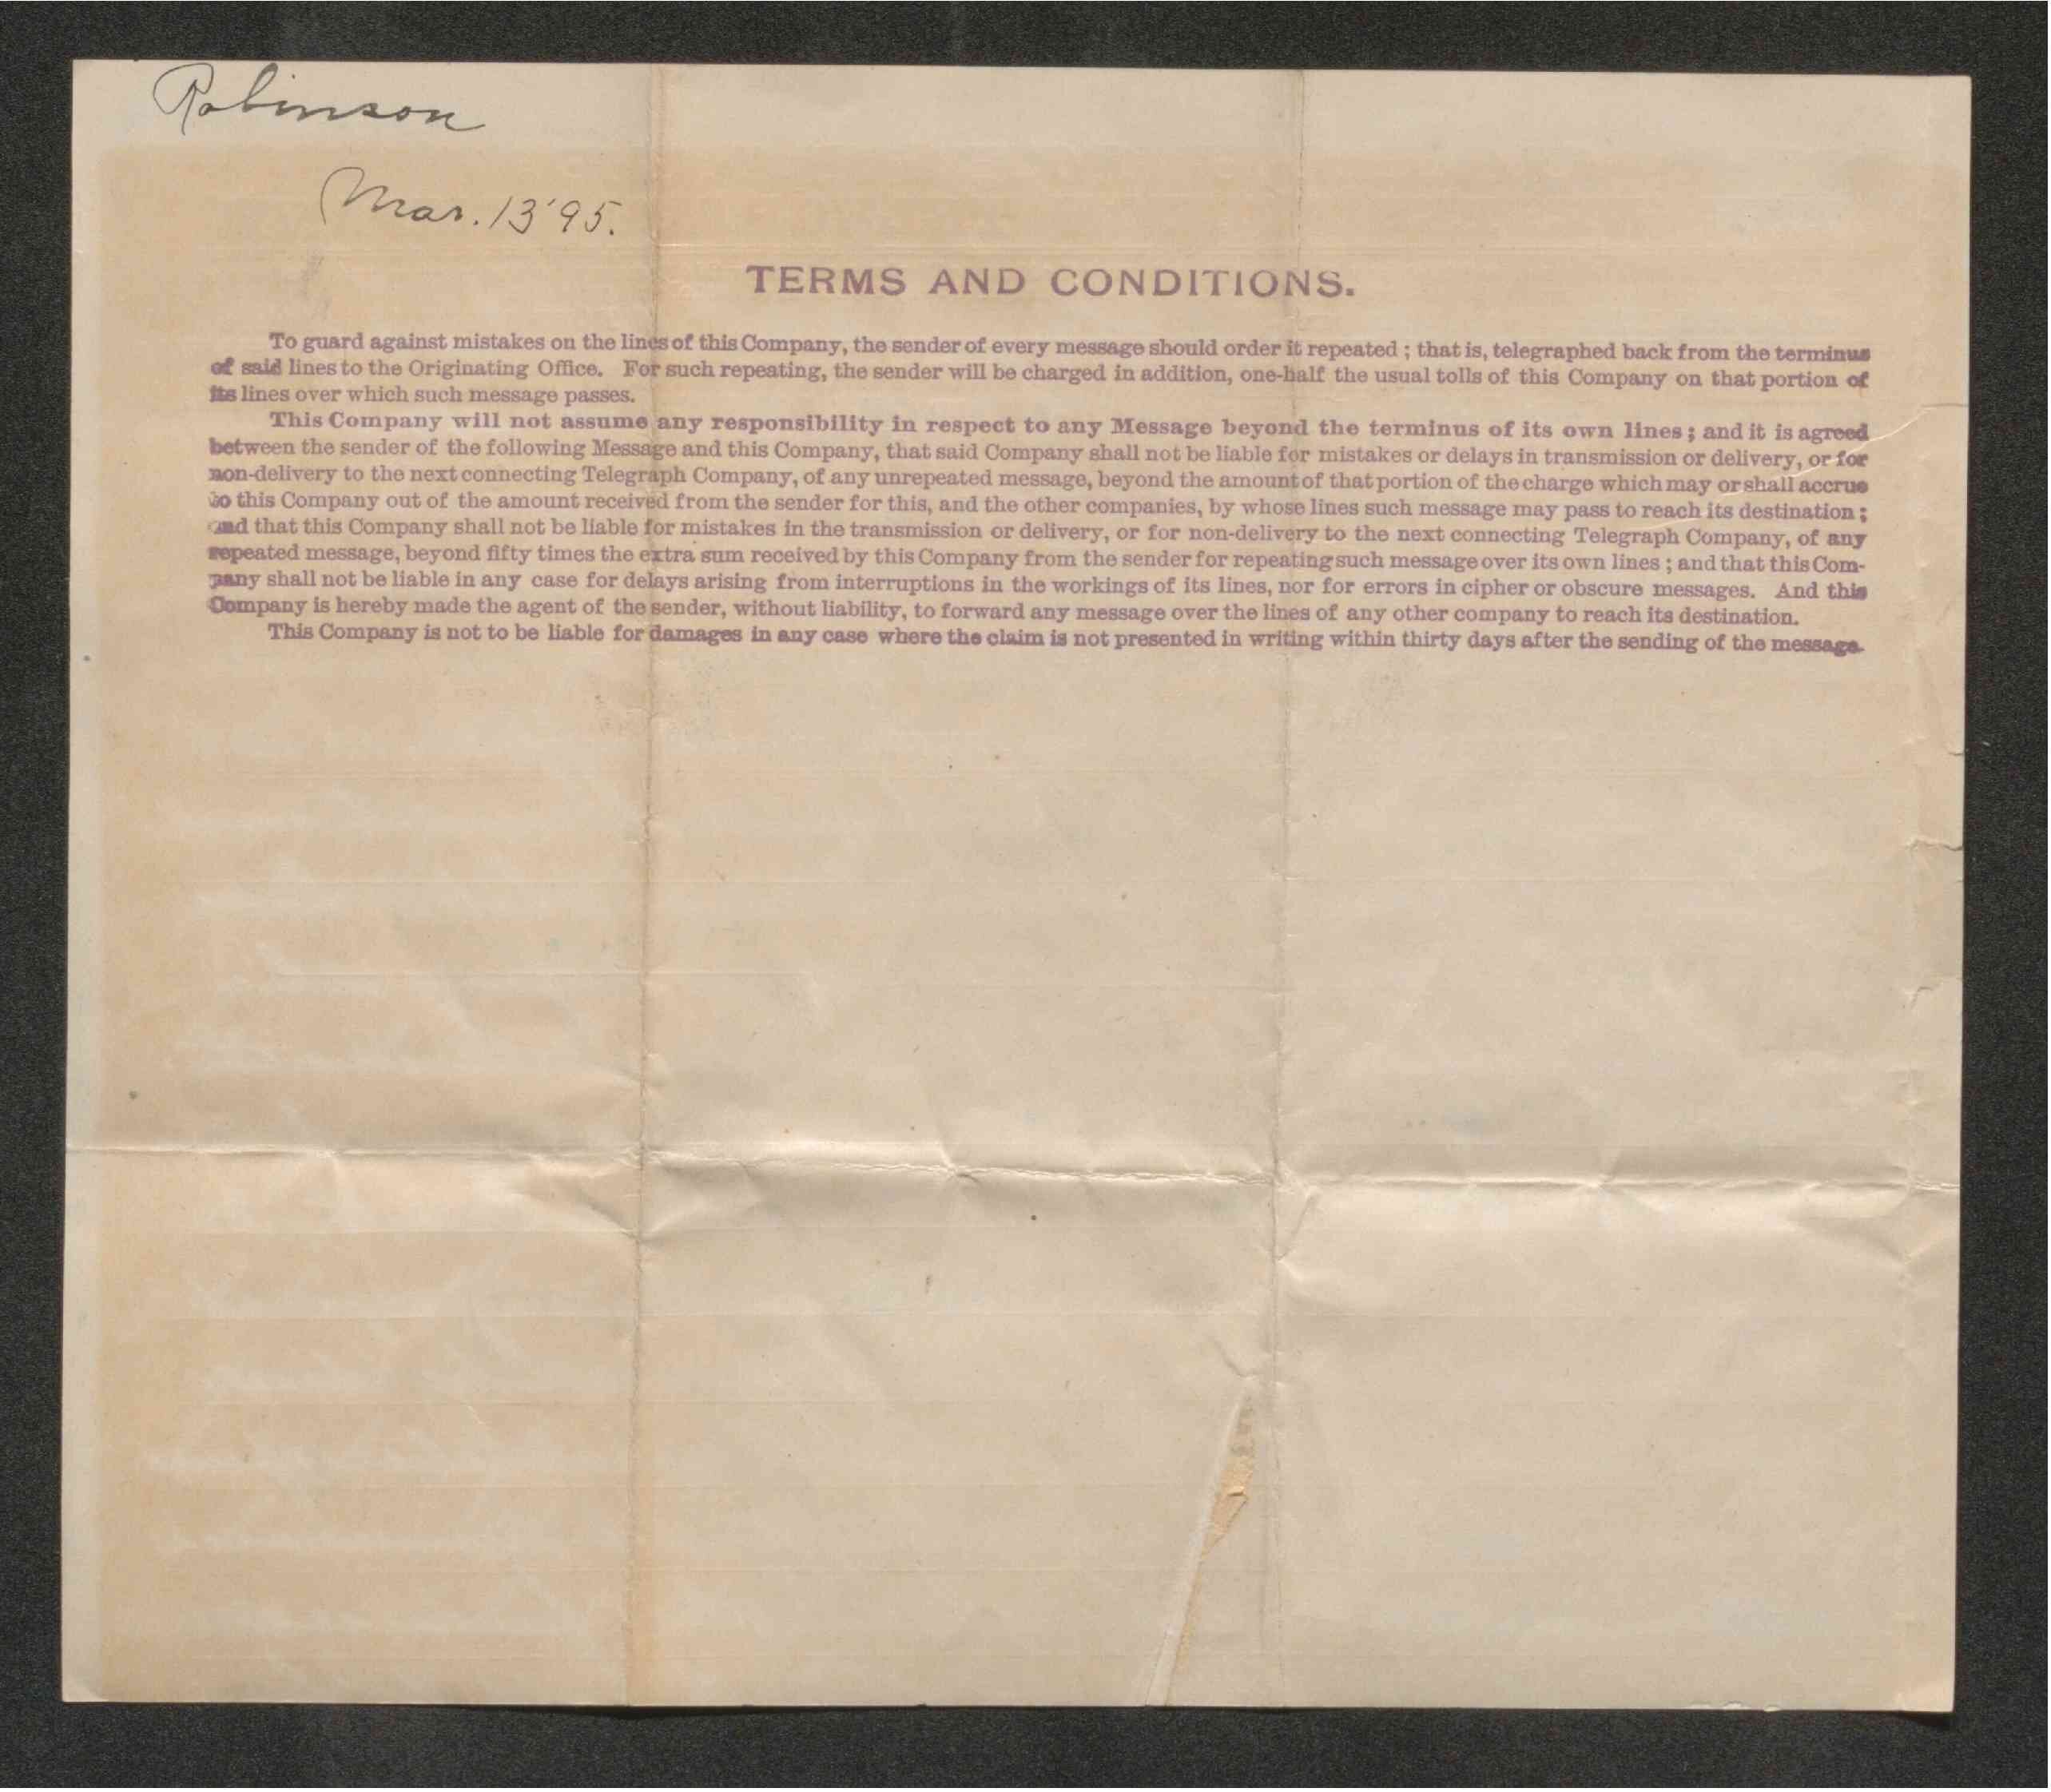 Robinson
Mar. 13 '95.
TERMS AND CONDITIONS.
To guard against mistakes on the lines of this Company, the sender of every message should order it repeated ; that is, telegraphed back from the terminus
of said lines to the Originating Office. For such repeating, the sender will be charged in addition, one-half the usual tolls of this Company on that portion of
its lines over which such message passes.
This Company will not assume any responsibility in respect to any Message beyond the terminus of its own lines ; and it is agreed
between the sender of the following Message and this Company, that said Company shall not be liable for mistakes or delays in transmission or delivery, or for
non-delivery to the next connecting Telegraph Company, of any unrepeated message, beyond the amount of that portion of the charge which may or shall accrue
to this Company out of the amount received from the sender for this, and the other companies, by whose lines such message may pass to reach its destination ;
and that this Company shall not be liable for mistakes in the transmission or delivery, or for non-delivery to the next connecting Telegraph Company, of any
repeated message, beyond fifty times the extra sum received by this Company from the sender for repeating such message over its own lines ; and that this Com-
pany shall not be liable in any case for delays arising from interruptions in the workings of its lines, nor for errors in cipher or obscure messages. And this
Company is hereby made the agent of the sender, without liability, to forward any message over the lines of any other company to reach its destination.
This Company is not to be liable for damages in any case where the claim is not presented in writing within thirty days after the sending of the message.